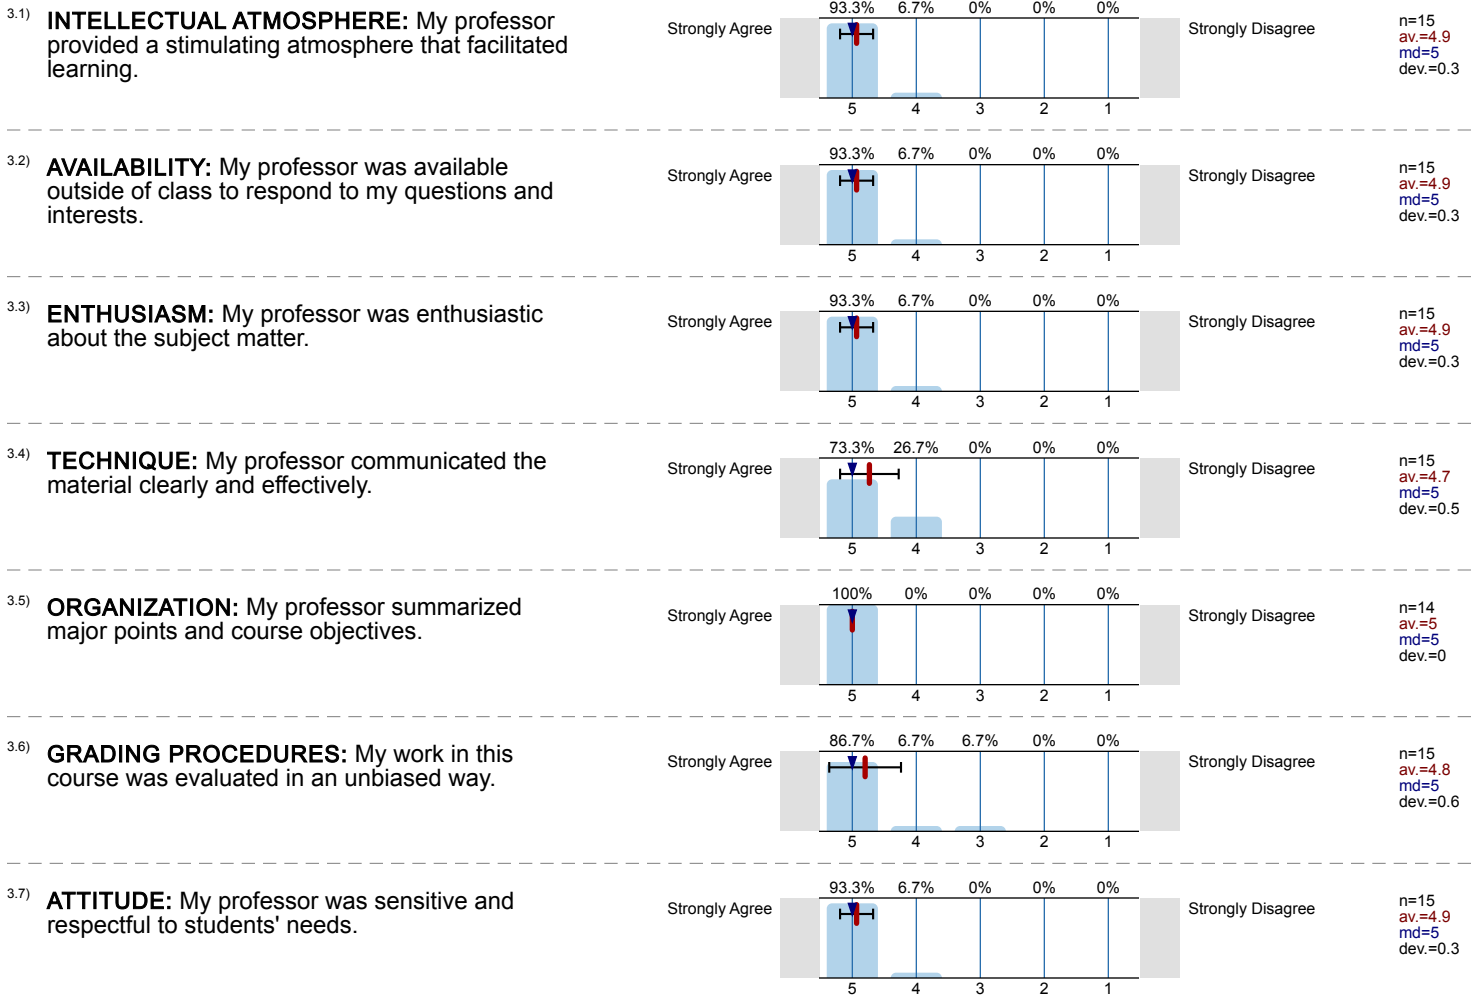 3.1) INTELLECTUAL ATMOSPHERE: My professor
provided a stimulating atmosphere that facilitated
learning.
Strongly Agree
93.3% 6.7% 0% 0% 0%
5 4 3 2 1
Strongly Disagree
n=15
av.=4.9
md=5
dev.=0.3
3.2) AVAILABILITY: My professor was available
outside of class to respond to my questions and
interests.
Strongly Agree
93.3% 6.7% 0% 0% 0%
5 4 3 2 1
Strongly Disagree
n=15
av.=4.9
md=5
dev.=0.3
3.3) ENTHUSIASM: My professor was enthusiastic
about the subject matter.
Strongly Agree
93.3% 6.7% 0% 0% 0%
5 4 3 2 1
Strongly Disagree
n=15
av.=4.9
md=5
dev.=0.3
3.4) TECHNIQUE: My professor communicated the
material clearly and effectively.
Strongly Agree
73.3% 26.7% 0% 0% 0%
5 4 3 2 1
Strongly Disagree
n=15
av.=4.7
md=5
dev.=0.5
3.5) ORGANIZATION: My professor summarized
major points and course objectives.
Strongly Agree
100% 0% 0% 0% 0%
5 4 3 2 1
Strongly Disagree
n=14
av.=5
md=5
dev.=0
3.6) GRADING PROCEDURES: My work in this
course was evaluated in an unbiased way.
Strongly Agree
86.7% 6.7% 6.7% 0% 0%
5 4 3 2 1
Strongly Disagree
n=15
av.=4.8
md=5
dev.=0.6
3.7) ATTITUDE: My professor was sensitive and
respectful to students' needs.
Strongly Agree
93.3% 6.7% 0% 0% 0%
5 4 3 2 1
Strongly Disagree
n=15
av.=4.9
md=5
dev.=0.3